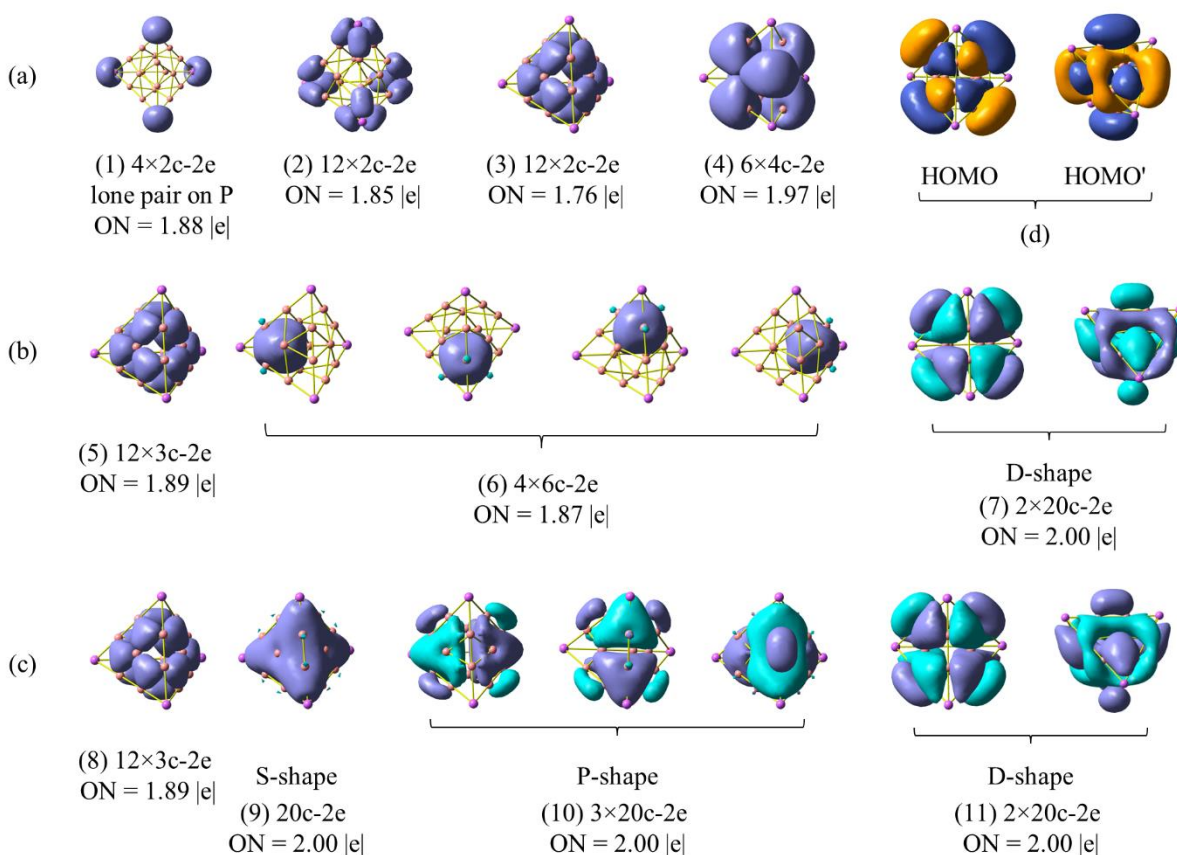 (a)
(1) 4×2c-2e
lone pair on P
ON = 1.88 |e|
(2) 12×2c-2e
ON = 1.85 |e|
(3) 12×2c-2e
ON = 1.76 |e|
(4) 6×4c-2e
ON = 1.97 |e|
HOMO
HOMO'
(d)
(b)
(5) 12×3c-2e
ON = 1.89 |e|
(6) 4×6c-2e
ON = 1.87 |e|
D-shape
(7) 2×20c-2e
ON = 2.00 |e|
(c)
(8) 12×3c-2e
ON = 1.89 |e|
S-shape
(9) 20c-2e
ON = 2.00 |e|
P-shape
(10) 3×20c-2e
ON = 2.00 |e|
D-shape
(11) 2×20c-2e
ON = 2.00 |e|